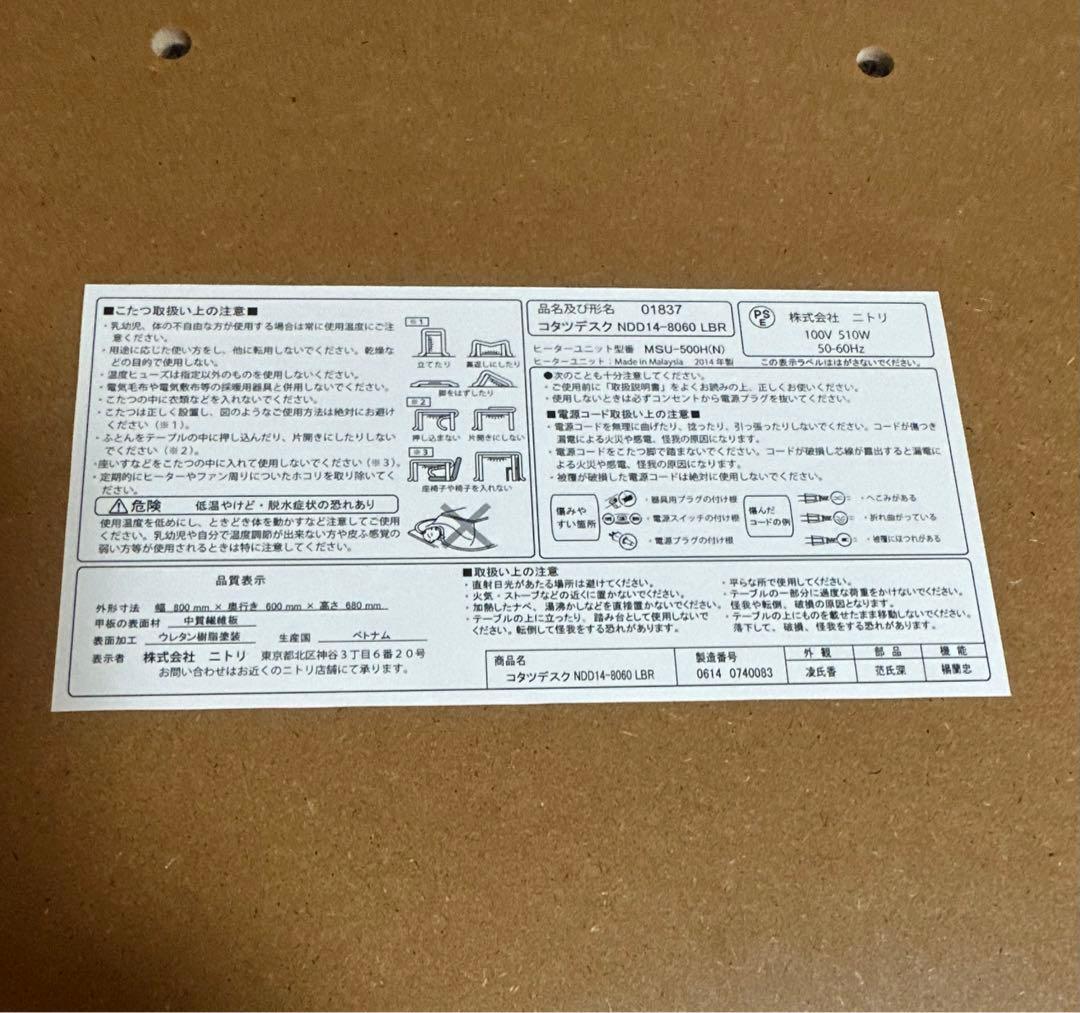 ■こたつ取扱い上の注意■
・乳幼児、体の不自由な方が使用する場合は常に使用温度にご注
意ください。
・用途に応じた使い方をし、他に転用しないでください。乾燥な
どの目的で使用しない。
・温度ヒューズは指定以外のものを使用しないください。
・電気毛布や電気敷布等の採暖用器具と併用しないでください。
・こたつの中に衣類などを入れないでください。
・こたつは正しく設置し、図のようなご使用方法は絶対にお避け
ください（※１）。
・ふとんをテーブルの中に押し込んだり、片開きにしたりしない
でください（※２）。
・座いすなどをこたつの中に入れて使用しないでください（※３）。
・定期的にヒーターやファン周りについたホコリを取り除いてく
ださい。
※１
立てたり
裏返しにしたり
脚をはずしたり
※２
押し込まない
片開きにしない
※３
座椅子や椅子を入れない
危険 低温やけど・脱水症状の恐れあり
使用温度を低めにし、ときどき体を動かすなど注意してご使用
ください。乳幼児や自分で温度調節が出来ない方や皮ふ感覚の
弱い方等が使用されるときは特に注意してください。
品名及び形名 01837
コタツデスク NDD14-8060 LBR
ヒーターユニット型番 MSU-500H(N)
ヒーターユニット：Made in Malaysia 2014年製
PSE
株式会社 ニトリ
100V 510W
50-60Hz
この表示ラベルははがさないでください。
●次のことも十分注意してください。
・ご使用前に「取扱説明書」をよくお読みの上、正しくお使いください。
・使用しないときは必ずコンセントから電源プラグを抜いてください。
■電源コード取扱い上の注意■
・電源コードを無理に曲げたり、捻ったり、引っ張ったりしないでください。コードが傷つき
漏電による火災や感電、怪我の原因になります。
・電源コードをこたつ脚で踏まないでください。コードが破損し芯線が露出すると漏電に
よる火災や感電、怪我の原因になります。
・被覆が破損した電源コードは絶対に使用しないでください。
傷みや
すい箇所
・器具用プラグの付け根
・電源スイッチの付け根
・電源プラグの付け根
傷んだ
コードの例
・へこみがある
・折れ曲がっている
・被覆にほつれがある
品質表示
外形寸法 幅 800 mm × 奥行き 600 mm × 高さ 680 mm
甲板の表面材 中質繊維板
表面加工 ウレタン樹脂塗装 生産国 ベトナム
表示者 株式会社 ニトリ 東京都北区神谷３丁目６番２０号
お問い合わせはお近くのニトリ店舗にて承ります。
■取扱い上の注意
・直射日光があたる場所は避けてください。
・火気・ストーブなどの近くに置かないでください。
・加熱したナベ、湯沸かしなどを直接置かないでください。
・テーブルの上に立ったり、踏み台として使用しないで
ください。転倒して怪我をする恐れがあります。
・平らな所で使用してください。
・テーブルの一部分に過度な荷重をかけないでください。
怪我や転倒、破損の原因となります。
・テーブルの上にものを載せたまま移動しないでください。
落下して、破損、怪我をする恐れがあります。
商品名
コタツデスク NDD14-8060 LBR
製造番号
0614 0740083
外観 部品 機能
凌氏香 范氏深 楊蘭忠